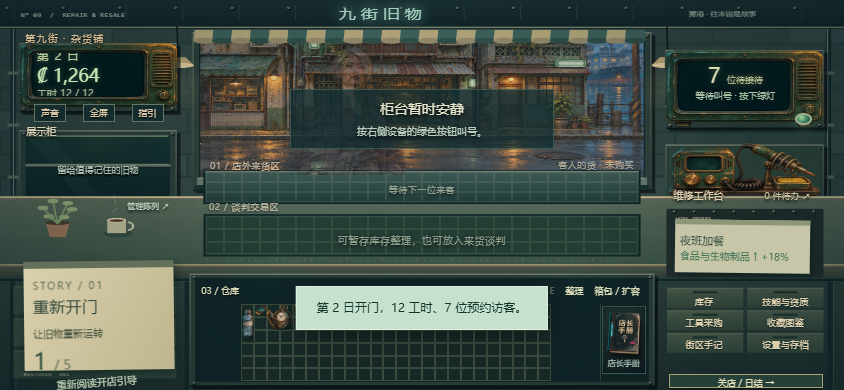 N° 09 / REPAIR & RESALE
九街旧物
第九街 · 杂货铺
第 2 日
₡ 1,264
工时 12 / 12
声音
全屏
指引
展示柜
留给值得记住的旧物
管理陈列 ↗
柜台暂时安静
按右侧设备的绿色按钮叫号。
01 / 店外来货区
客人的货 · 未购买
等待下一位来客
02 / 谈判交易区
可暂存库存整理，也可放入来货谈判
7 位待接待
等待叫号 · 按下绿灯
维修工作台
0 件待办 ↗
夜班加餐
食品与生物制品 ↑ +18%
STORY / 01
重新开门
让旧物重新运转
1 / 5
重新阅读开店引导
03 / 仓库
整理
箱包 / 扩容
第 2 日开门，12 工时、7 位预约访客。
店长手册
店长手册
库存
技能与资质
工具采购
收藏图鉴
街区手记
设置与存档
关店 / 日结 →